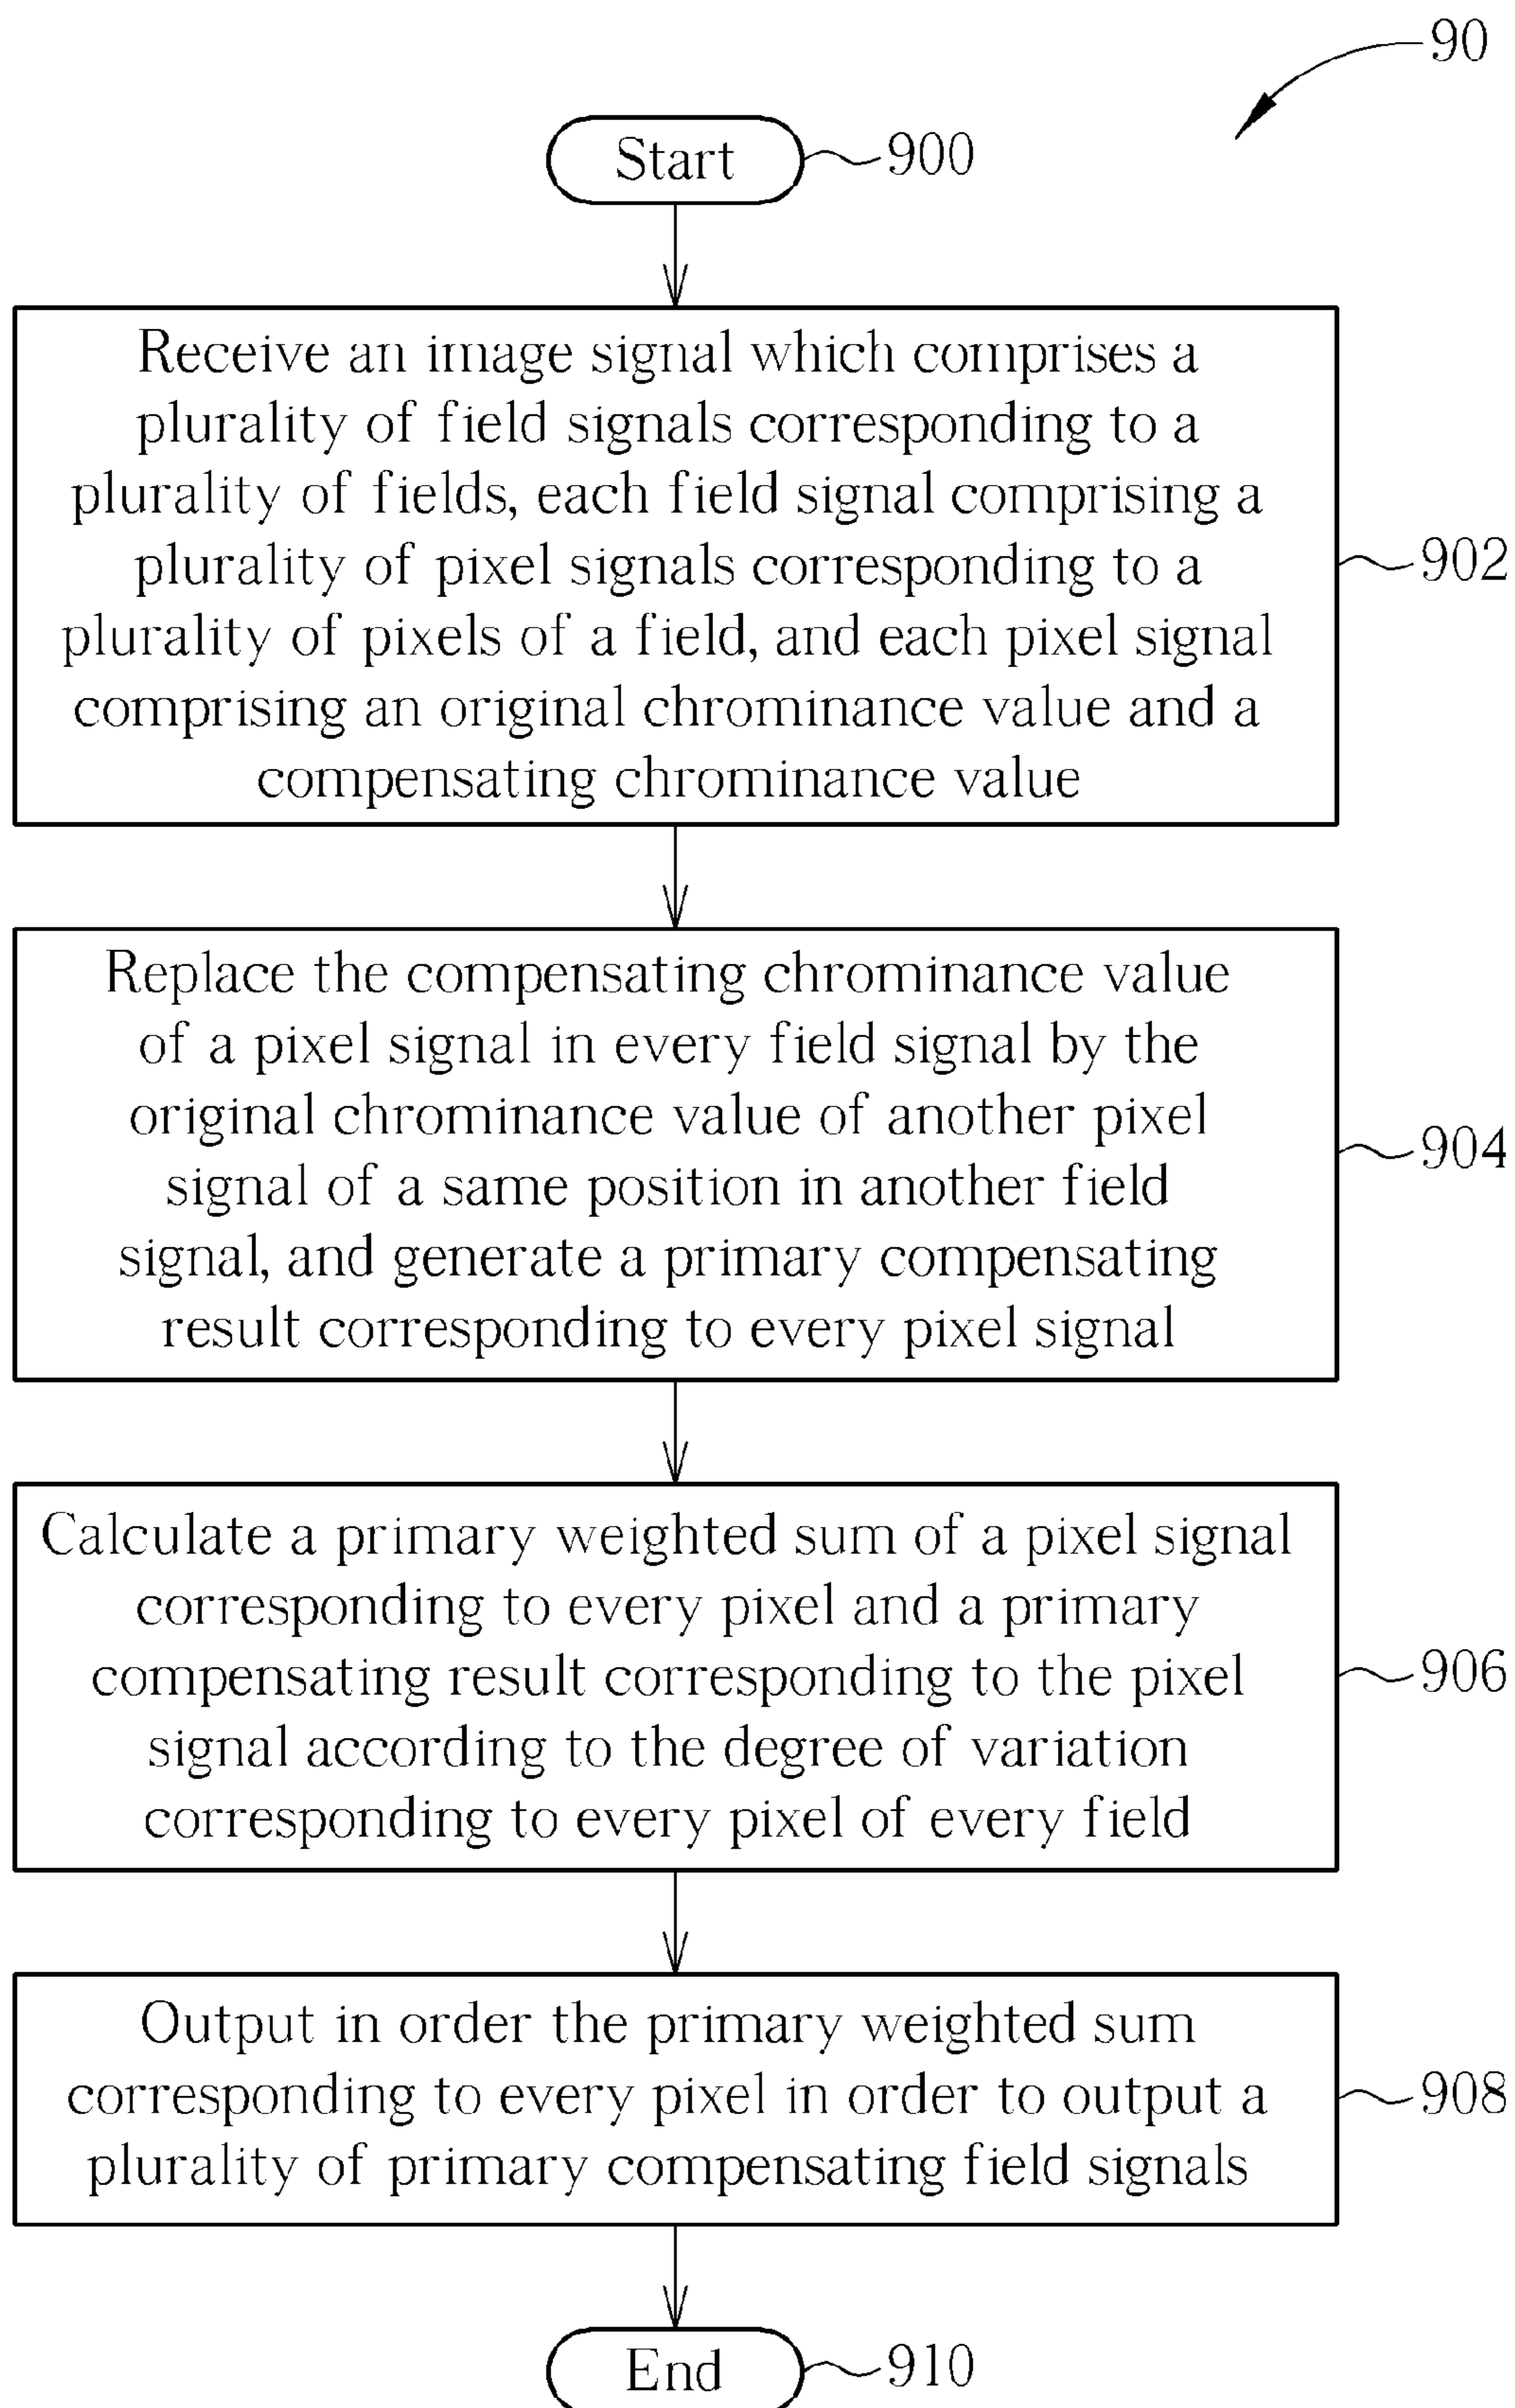 90
Start
900
Receive an image signal which comprises a
plurality of field signals corresponding to a
plurality of fields, each field signal comprising a
plurality of pixel signals corresponding to a
plurality of pixels of a field, and each pixel signal
comprising an original chrominance value and a
compensating chrominance value
902
Replace the compensating chrominance value
of a pixel signal in every field signal by the
original chrominance value of another pixel
signal of a same position in another field
signal, and generate a primary compensating
result corresponding to every pixel signal
904
Calculate a primary weighted sum of a pixel signal
corresponding to every pixel and a primary
compensating result corresponding to the pixel
signal according to the degree of variation
corresponding to every pixel of every field
906
Output in order the primary weighted sum
corresponding to every pixel in order to output a
plurality of primary compensating field signals
908
End
910